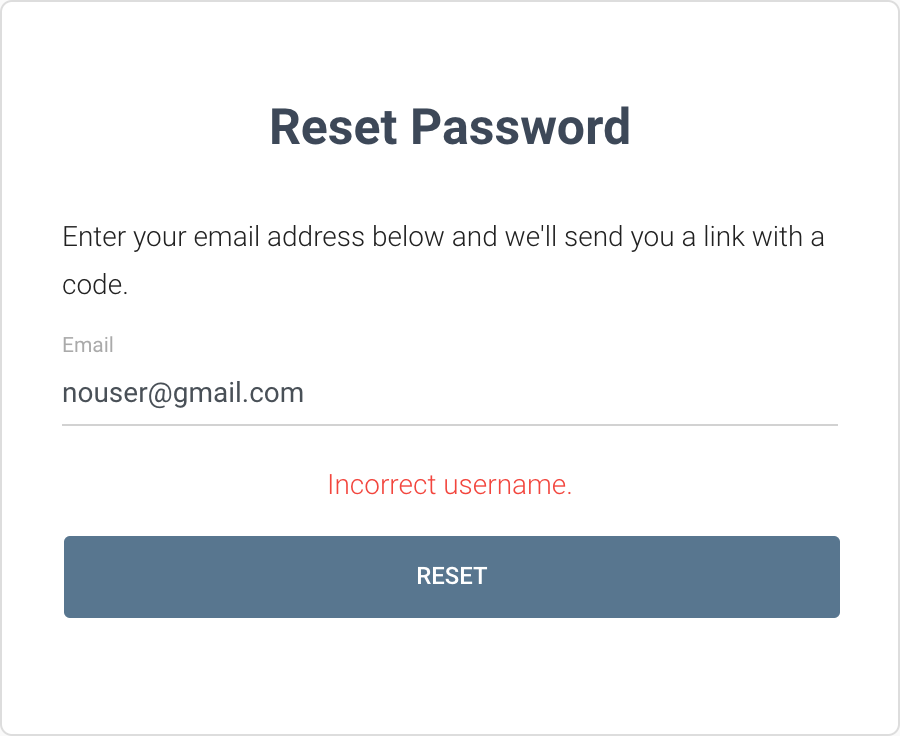 Reset Password
Enter your email address below and we'll send you a link with a
code.
Email
nouser@gmail.com
Incorrect username.
RESET